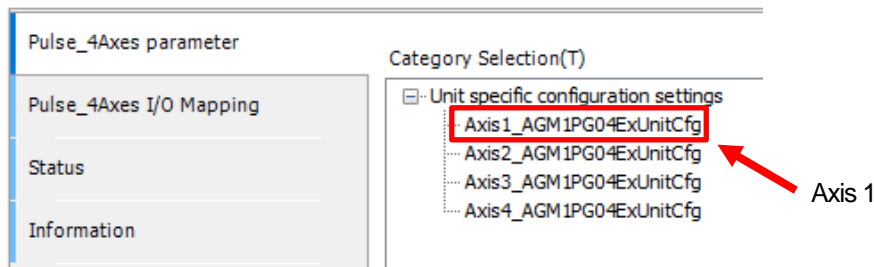 Pulse_4Axes parameter
Pulse_4Axes I/O Mapping
Status
Information
Category Selection(T)
Unit specific configuration settings
Axis1_AGM1PG04ExUnitCfg
Axis2_AGM1PG04ExUnitCfg
Axis3_AGM1PG04ExUnitCfg
Axis4_AGM1PG04ExUnitCfg
Axis 1